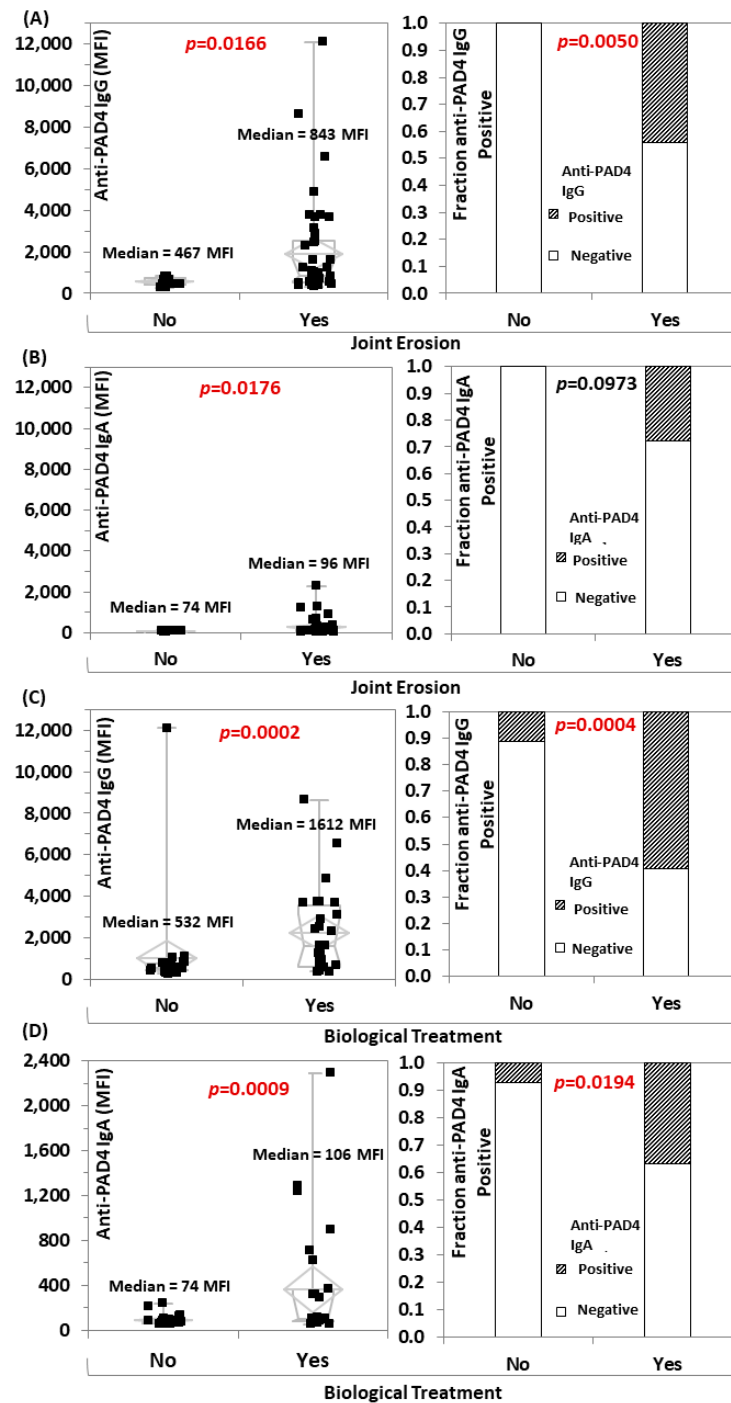 (A)
12,000
10,000
8,000
6,000
4,000
2,000
0
Anti-PAD4 IgG (MFI)
p=0.0166
Median = 843 MFI
Median = 467 MFI
No
Yes
1.0
0.9
0.8
0.7
0.6
0.5
0.4
0.3
0.2
0.1
0.0
Fraction anti-PAD4 IgG
Positive
p=0.0050
Anti-PAD4
IgG
Positive
Negative
No
Yes
Joint Erosion
(B)
12,000
10,000
8,000
6,000
4,000
2,000
0
Anti-PAD4 IgA (MFI)
p=0.0176
Median = 96 MFI
Median = 74 MFI
No
Yes
1.0
0.9
0.8
0.7
0.6
0.5
0.4
0.3
0.2
0.1
0.0
Fraction anti-PAD4 IgA
Positive
p=0.0973
Anti-PAD4
IgA
Positive
Negative
No
Yes
Joint Erosion
(C)
12,000
10,000
8,000
6,000
4,000
2,000
0
Anti-PAD4 IgG (MFI)
p=0.0002
Median = 1612 MFI
Median = 532 MFI
No
Yes
1.0
0.9
0.8
0.7
0.6
0.5
0.4
0.3
0.2
0.1
0.0
Fraction anti-PAD4 IgG
Positive
p=0.0004
Anti-PAD4
IgG
Positive
Negative
No
Yes
Biological Treatment
(D)
2,400
2,000
1,600
1,200
800
400
0
Anti-PAD4 IgA (MFI)
p=0.0009
Median = 106 MFI
Median = 74 MFI
No
Yes
1.0
0.9
0.8
0.7
0.6
0.5
0.4
0.3
0.2
0.1
0.0
Fraction anti-PAD4 IgA
Positive
p=0.0194
Anti-PAD4
IgA
Positive
Negative
No
Yes
Biological Treatment